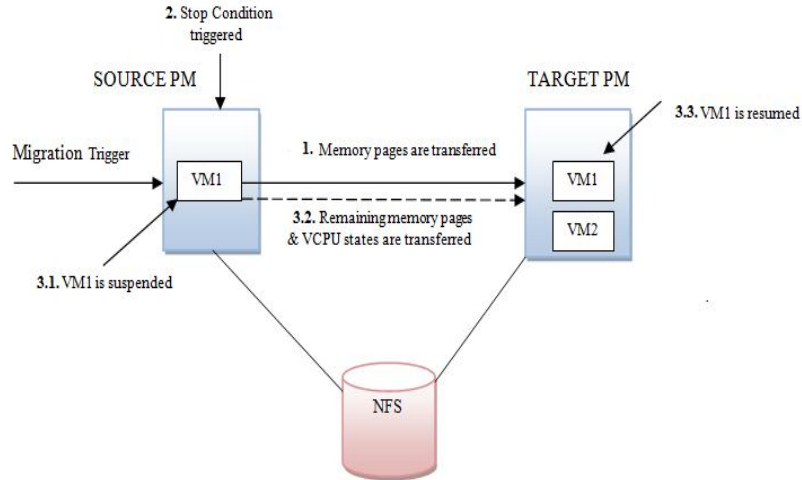 2. Stop Condition
triggered
SOURCE PM
TARGET PM
3.3. VM1 is resumed
Migration Trigger
1. Memory pages are transferred
VM1
VM1
3.2. Remaining memory pages
& VCPU states are transferred
VM2
3.1. VM1 is suspended
.
NFS